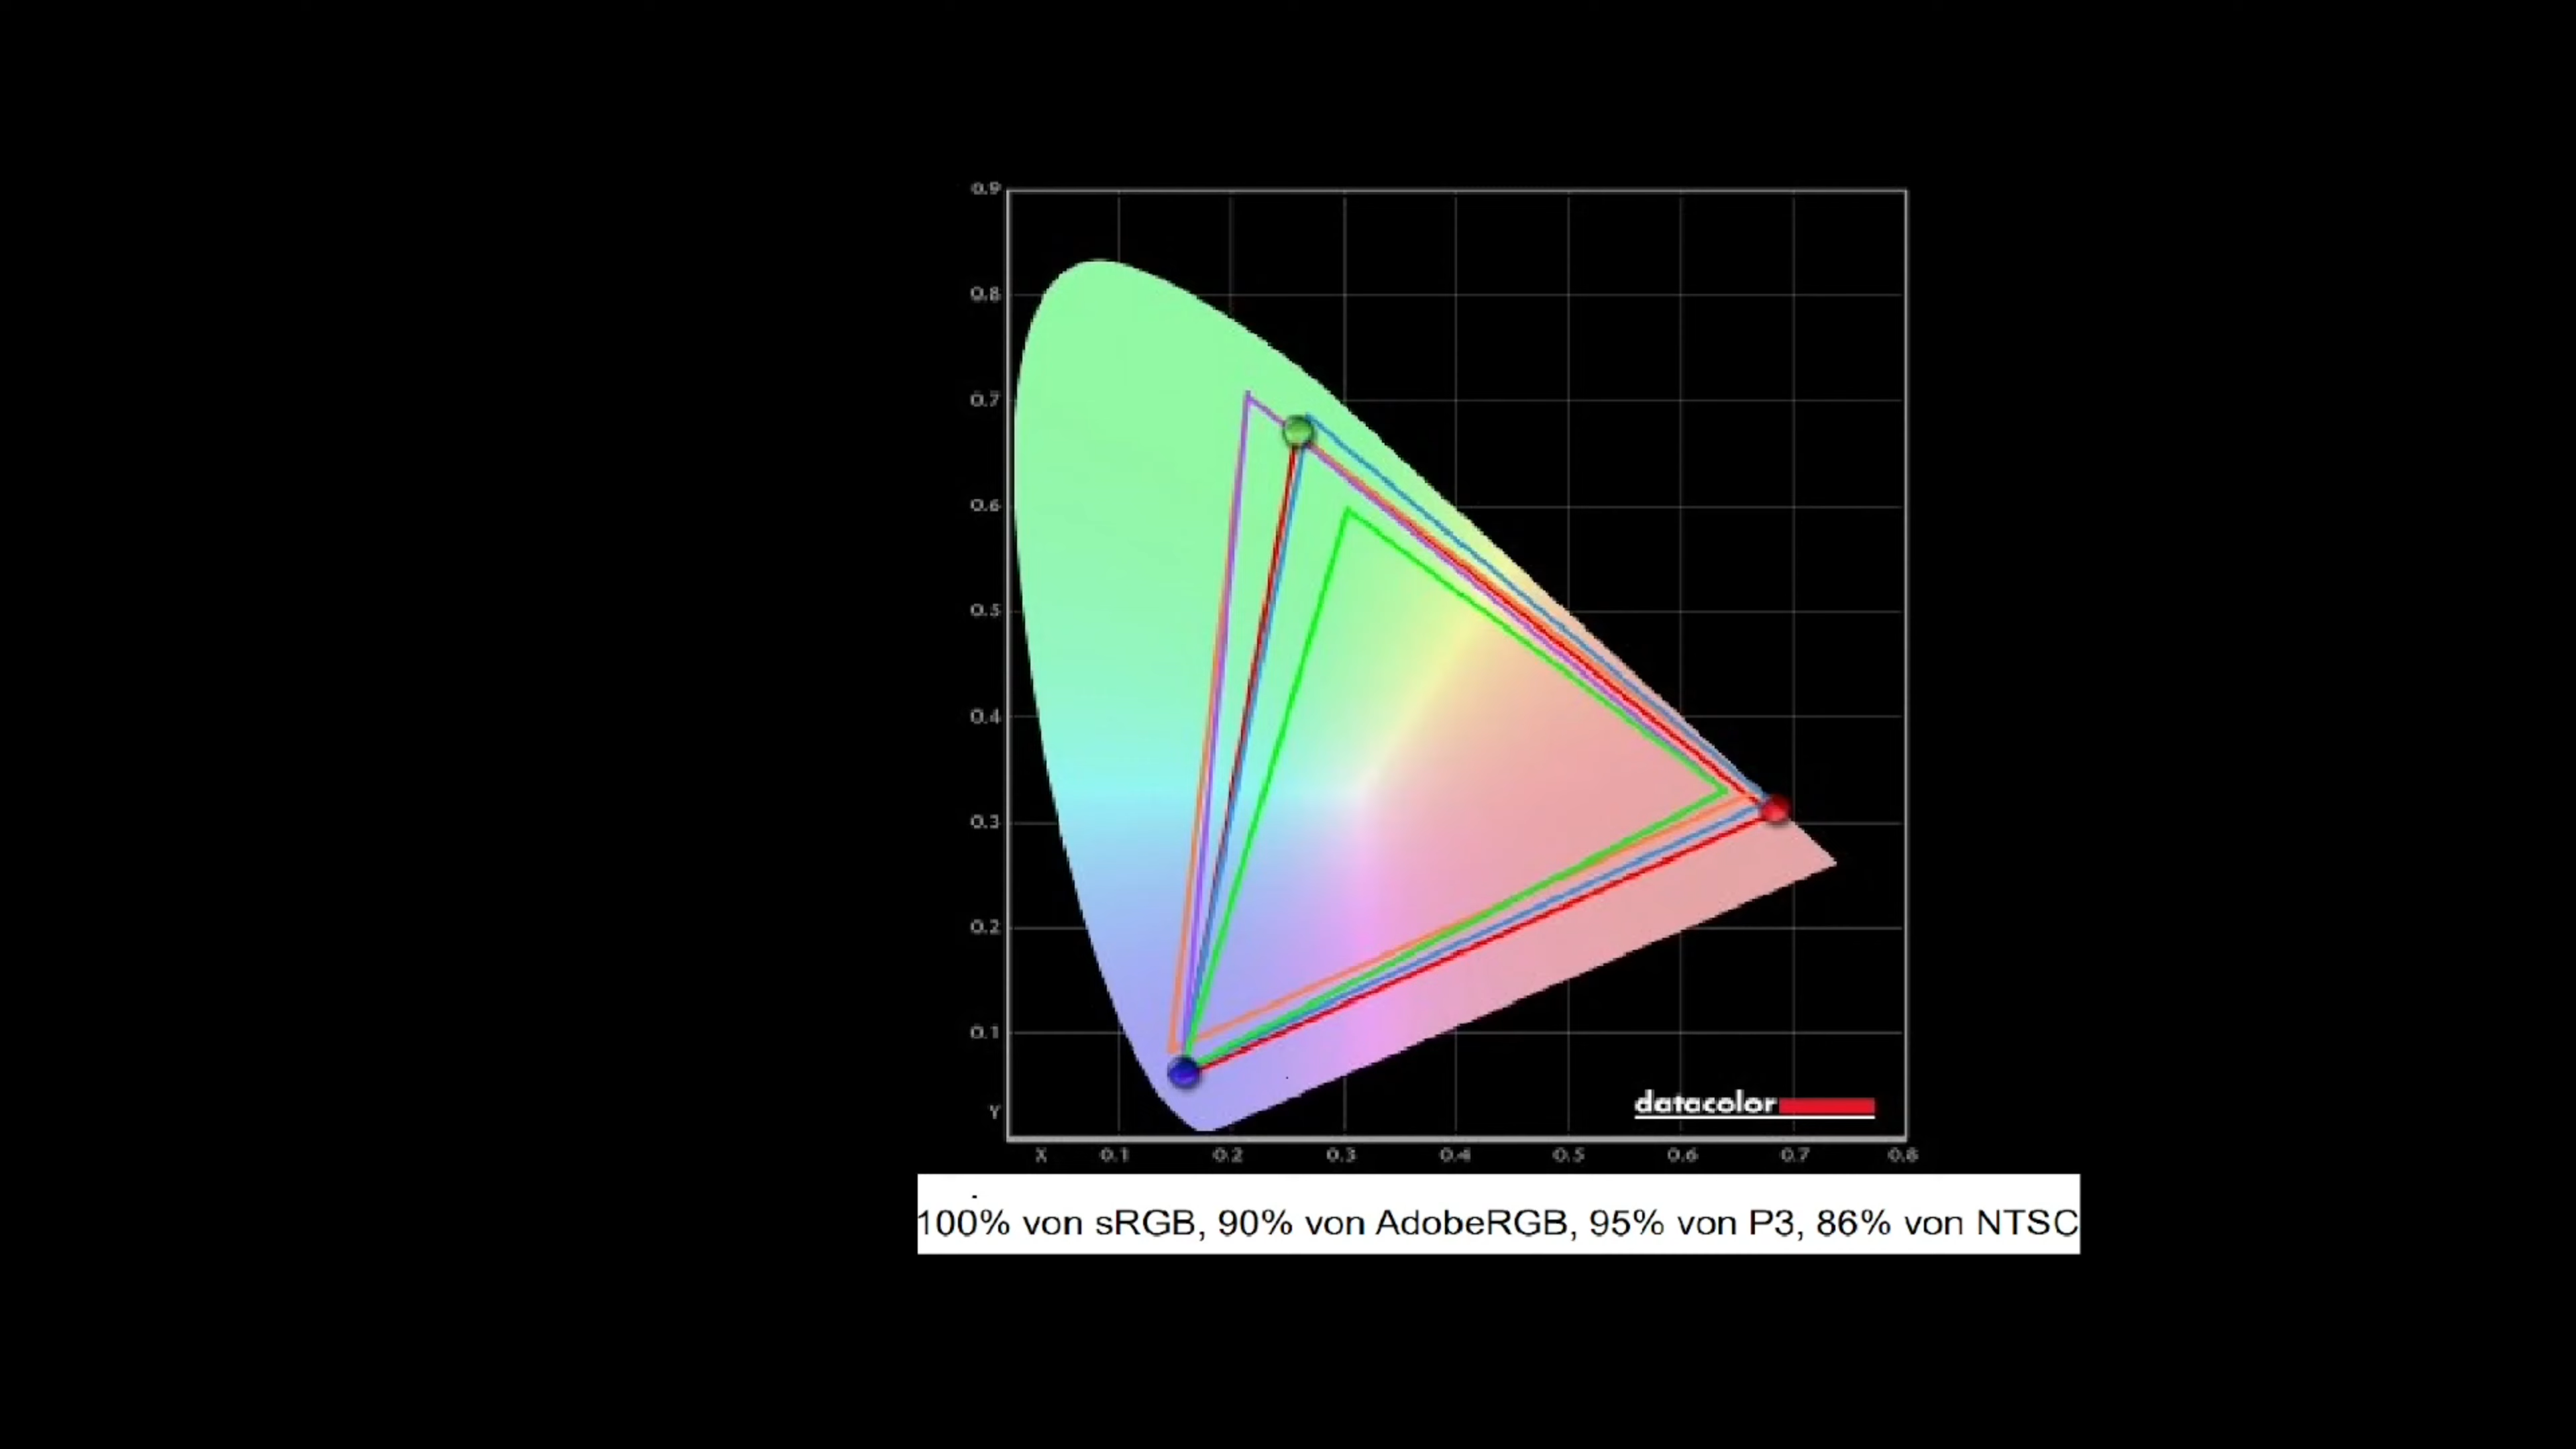 0.9
0.8
0.7
0.6
0.5
0.4
0.3
0.2
0.1
Y
datacolor
X 0.1 0.2 0.3 0.4 0.5 0.6 0.7 0.8
100% von sRGB, 90% von AdobeRGB, 95% von P3, 86% von NTSC